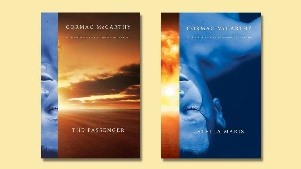 CORMAC McCARTHY
THE PASSENGER
CORMAC McCARTHY
STELLA MARIS